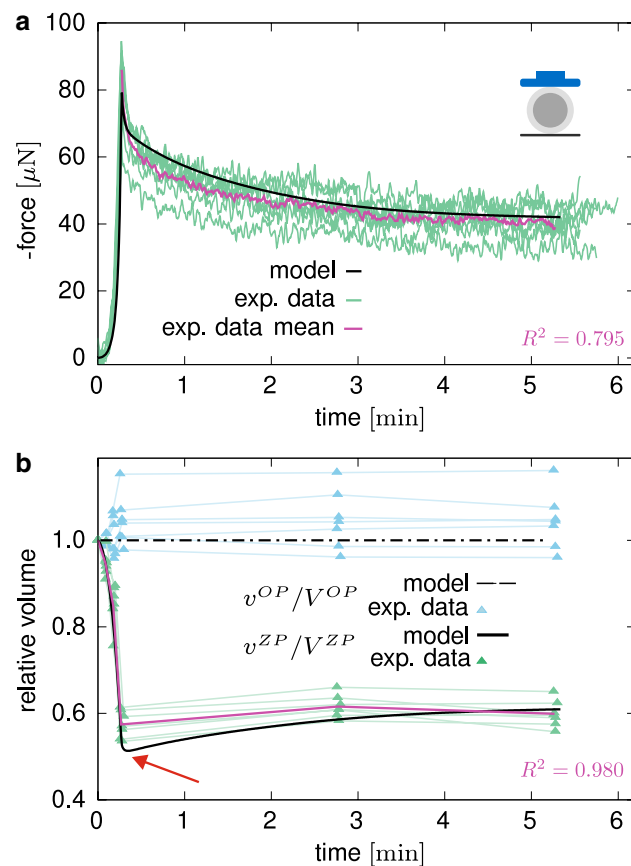 a
-force [μN]
100
80
60
40
20
0
model
exp. data
exp. data mean
R² = 0.795
0 1 2 3 4 5 6
time [min]
b
relative volume
1.0
0.8
0.6
0.4
v^{OP}/V^{OP} model
exp. data
v^{ZP}/V^{ZP} model
exp. data
R² = 0.980
0 1 2 3 4 5 6
time [min]